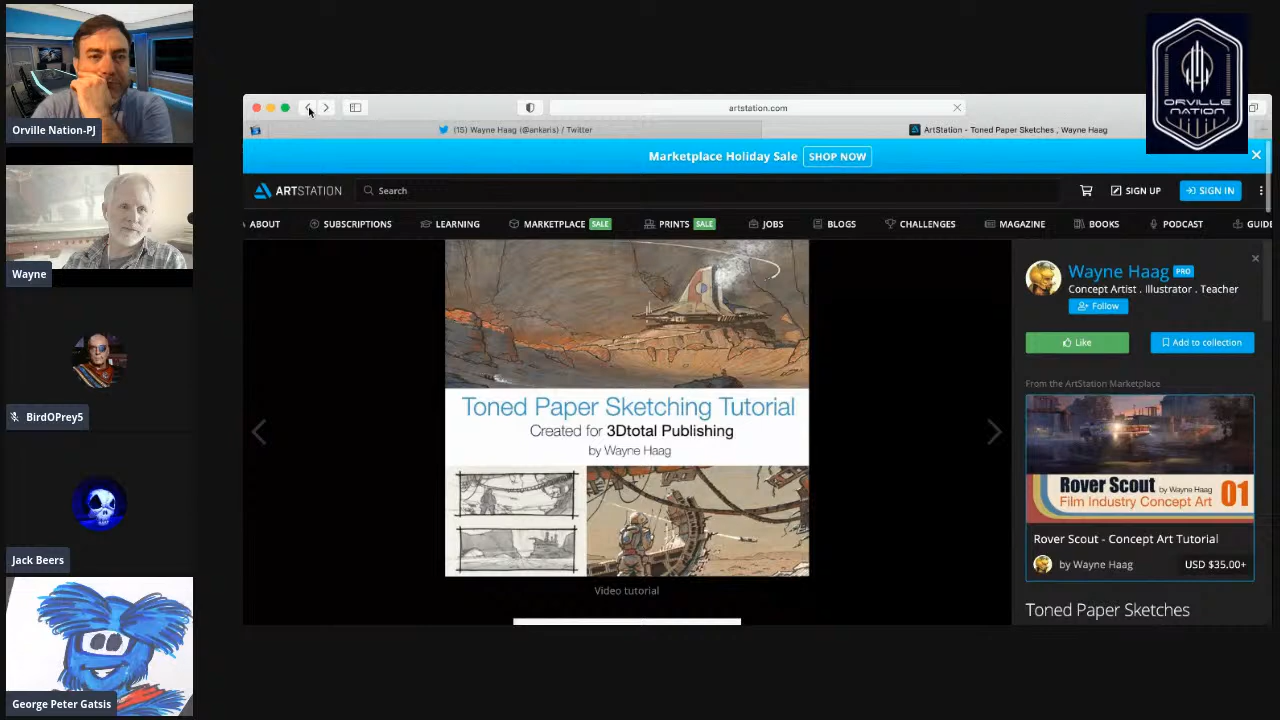 Orville Nation-PJ
Wayne
BirdOPrey5
Jack Beers
George Peter Gatsis
ORVILLE
NATION
artstation.com
(15) Wayne Haag (@ankaris) / Twitter
ArtStation - Toned Paper Sketches , Wayne Haag
Marketplace Holiday Sale SHOP NOW
ARTSTATION
Search
SIGN UP
SIGN IN
ABOUT
SUBSCRIPTIONS
LEARNING
MARKETPLACE SALE
PRINTS SALE
JOBS
BLOGS
CHALLENGES
MAGAZINE
BOOKS
PODCAST
GUIDE
Toned Paper Sketching Tutorial
Created for 3Dtotal Publishing
by Wayne Haag
Video tutorial
Wayne Haag PRO
Concept Artist . Illustrator . Teacher
Follow
Like
Add to collection
From the ArtStation Marketplace
Rover Scout by Wayne Haag
Film Industry Concept Art 01
Rover Scout - Concept Art Tutorial
by Wayne Haag USD $35.00+
Toned Paper Sketches